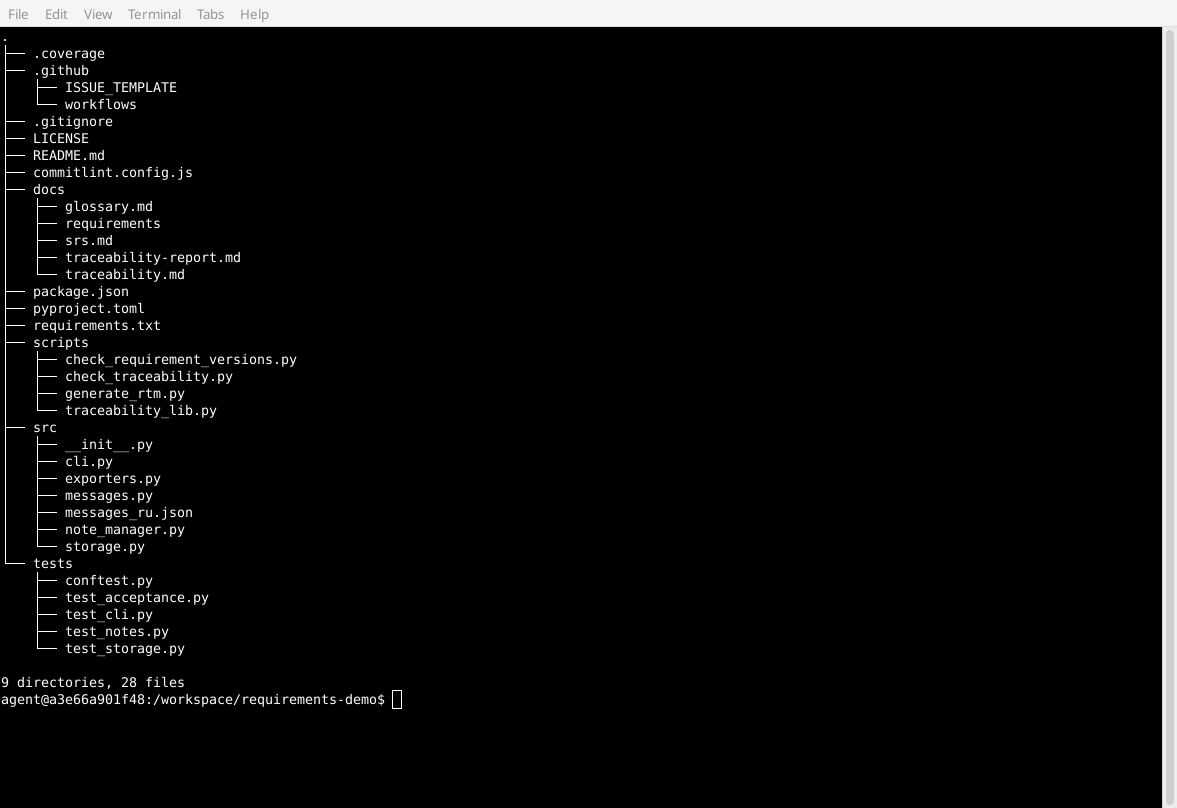 File Edit View Terminal Tabs Help
.
├── .coverage
├── .github
│   ├── ISSUE_TEMPLATE
│   └── workflows
├── .gitignore
├── LICENSE
├── README.md
├── commitlint.config.js
├── docs
│   ├── glossary.md
│   ├── requirements
│   ├── srs.md
│   ├── traceability-report.md
│   └── traceability.md
├── package.json
├── pyproject.toml
├── requirements.txt
├── scripts
│   ├── check_requirement_versions.py
│   ├── check_traceability.py
│   ├── generate_rtm.py
│   └── traceability_lib.py
├── src
│   ├── __init__.py
│   ├── cli.py
│   ├── exporters.py
│   ├── messages.py
│   ├── messages_ru.json
│   ├── note_manager.py
│   └── storage.py
└── tests
    ├── conftest.py
    ├── test_acceptance.py
    ├── test_cli.py
    ├── test_notes.py
    └── test_storage.py

9 directories, 28 files
agent@a3e66a901f48:/workspace/requirements-demo$